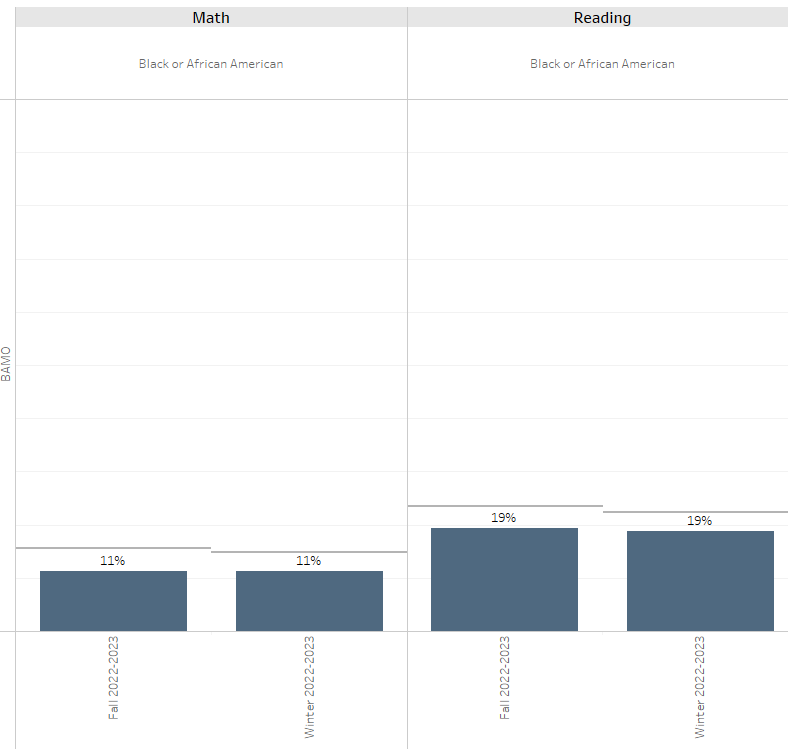 Math
Reading
Black or African American
Black or African American
BAMO
11%
11%
19%
19%
Fall 2022-2023
Winter 2022-2023
Fall 2022-2023
Winter 2022-2023